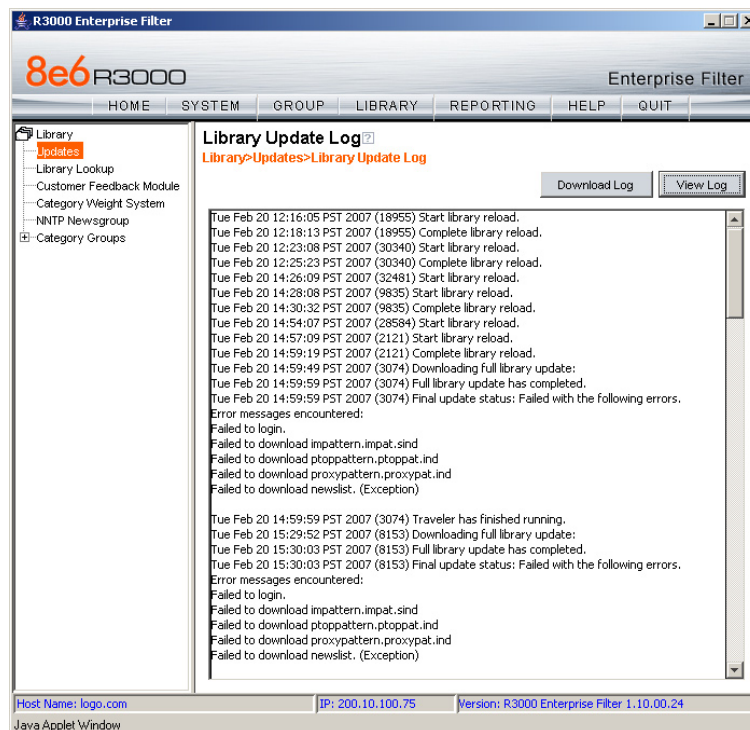 R3000 Enterprise Filter
8e6 R3000
Enterprise Filter
HOME SYSTEM GROUP LIBRARY REPORTING HELP QUIT
Library
Updates
Library Lookup
Customer Feedback Module
Category Weight System
NNTP Newsgroup
Category Groups
Library Update Log
Library>Updates>Library Update Log
Download Log
View Log
Tue Feb 20 12:16:05 PST 2007 (18955) Start library reload.
Tue Feb 20 12:18:13 PST 2007 (18955) Complete library reload.
Tue Feb 20 12:23:08 PST 2007 (30340) Start library reload.
Tue Feb 20 12:25:23 PST 2007 (30340) Complete library reload.
Tue Feb 20 14:26:09 PST 2007 (32481) Start library reload.
Tue Feb 20 14:28:08 PST 2007 (9835) Start library reload.
Tue Feb 20 14:30:32 PST 2007 (9835) Complete library reload.
Tue Feb 20 14:54:07 PST 2007 (28584) Start library reload.
Tue Feb 20 14:57:09 PST 2007 (2121) Start library reload.
Tue Feb 20 14:59:19 PST 2007 (2121) Complete library reload.
Tue Feb 20 14:59:49 PST 2007 (3074) Downloading full library update:
Tue Feb 20 14:59:59 PST 2007 (3074) Full library update has completed.
Tue Feb 20 14:59:59 PST 2007 (3074) Final update status: Failed with the following errors.
Error messages encountered:
Failed to login.
Failed to download impattern.impat.sind
Failed to download ptoppattern.ptoppat.ind
Failed to download proxypattern.proxypat.ind
Failed to download newslist. (Exception)
Tue Feb 20 14:59:59 PST 2007 (3074) Traveler has finished running.
Tue Feb 20 15:29:52 PST 2007 (8153) Downloading full library update:
Tue Feb 20 15:30:03 PST 2007 (8153) Full library update has completed.
Tue Feb 20 15:30:03 PST 2007 (8153) Final update status: Failed with the following errors.
Error messages encountered:
Failed to login.
Failed to download impattern.impat.sind
Failed to download ptoppattern.ptoppat.ind
Failed to download proxypattern.proxypat.ind
Failed to download newslist. (Exception)
Host Name: logo.com
IP: 200.10.100.75
Version: R3000 Enterprise Filter 1.10.00.24
Java Applet Window